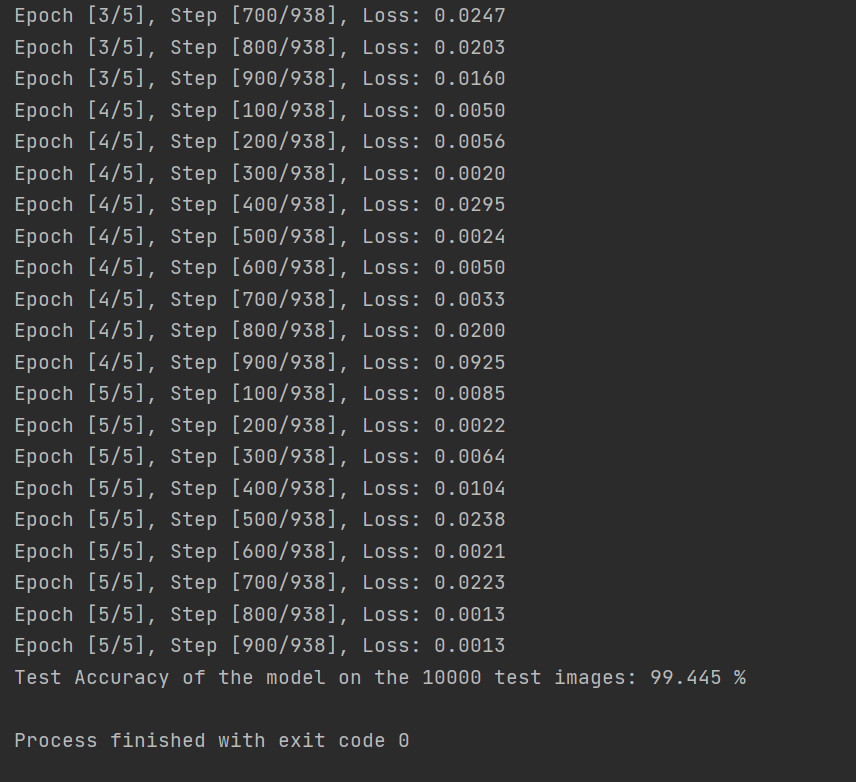 Epoch [3/5], Step [700/938], Loss: 0.0247
Epoch [3/5], Step [800/938], Loss: 0.0203
Epoch [3/5], Step [900/938], Loss: 0.0160
Epoch [4/5], Step [100/938], Loss: 0.0050
Epoch [4/5], Step [200/938], Loss: 0.0056
Epoch [4/5], Step [300/938], Loss: 0.0020
Epoch [4/5], Step [400/938], Loss: 0.0295
Epoch [4/5], Step [500/938], Loss: 0.0024
Epoch [4/5], Step [600/938], Loss: 0.0050
Epoch [4/5], Step [700/938], Loss: 0.0033
Epoch [4/5], Step [800/938], Loss: 0.0200
Epoch [4/5], Step [900/938], Loss: 0.0925
Epoch [5/5], Step [100/938], Loss: 0.0085
Epoch [5/5], Step [200/938], Loss: 0.0022
Epoch [5/5], Step [300/938], Loss: 0.0064
Epoch [5/5], Step [400/938], Loss: 0.0104
Epoch [5/5], Step [500/938], Loss: 0.0238
Epoch [5/5], Step [600/938], Loss: 0.0021
Epoch [5/5], Step [700/938], Loss: 0.0223
Epoch [5/5], Step [800/938], Loss: 0.0013
Epoch [5/5], Step [900/938], Loss: 0.0013
Test Accuracy of the model on the 10000 test images: 99.445 %
Process finished with exit code 0